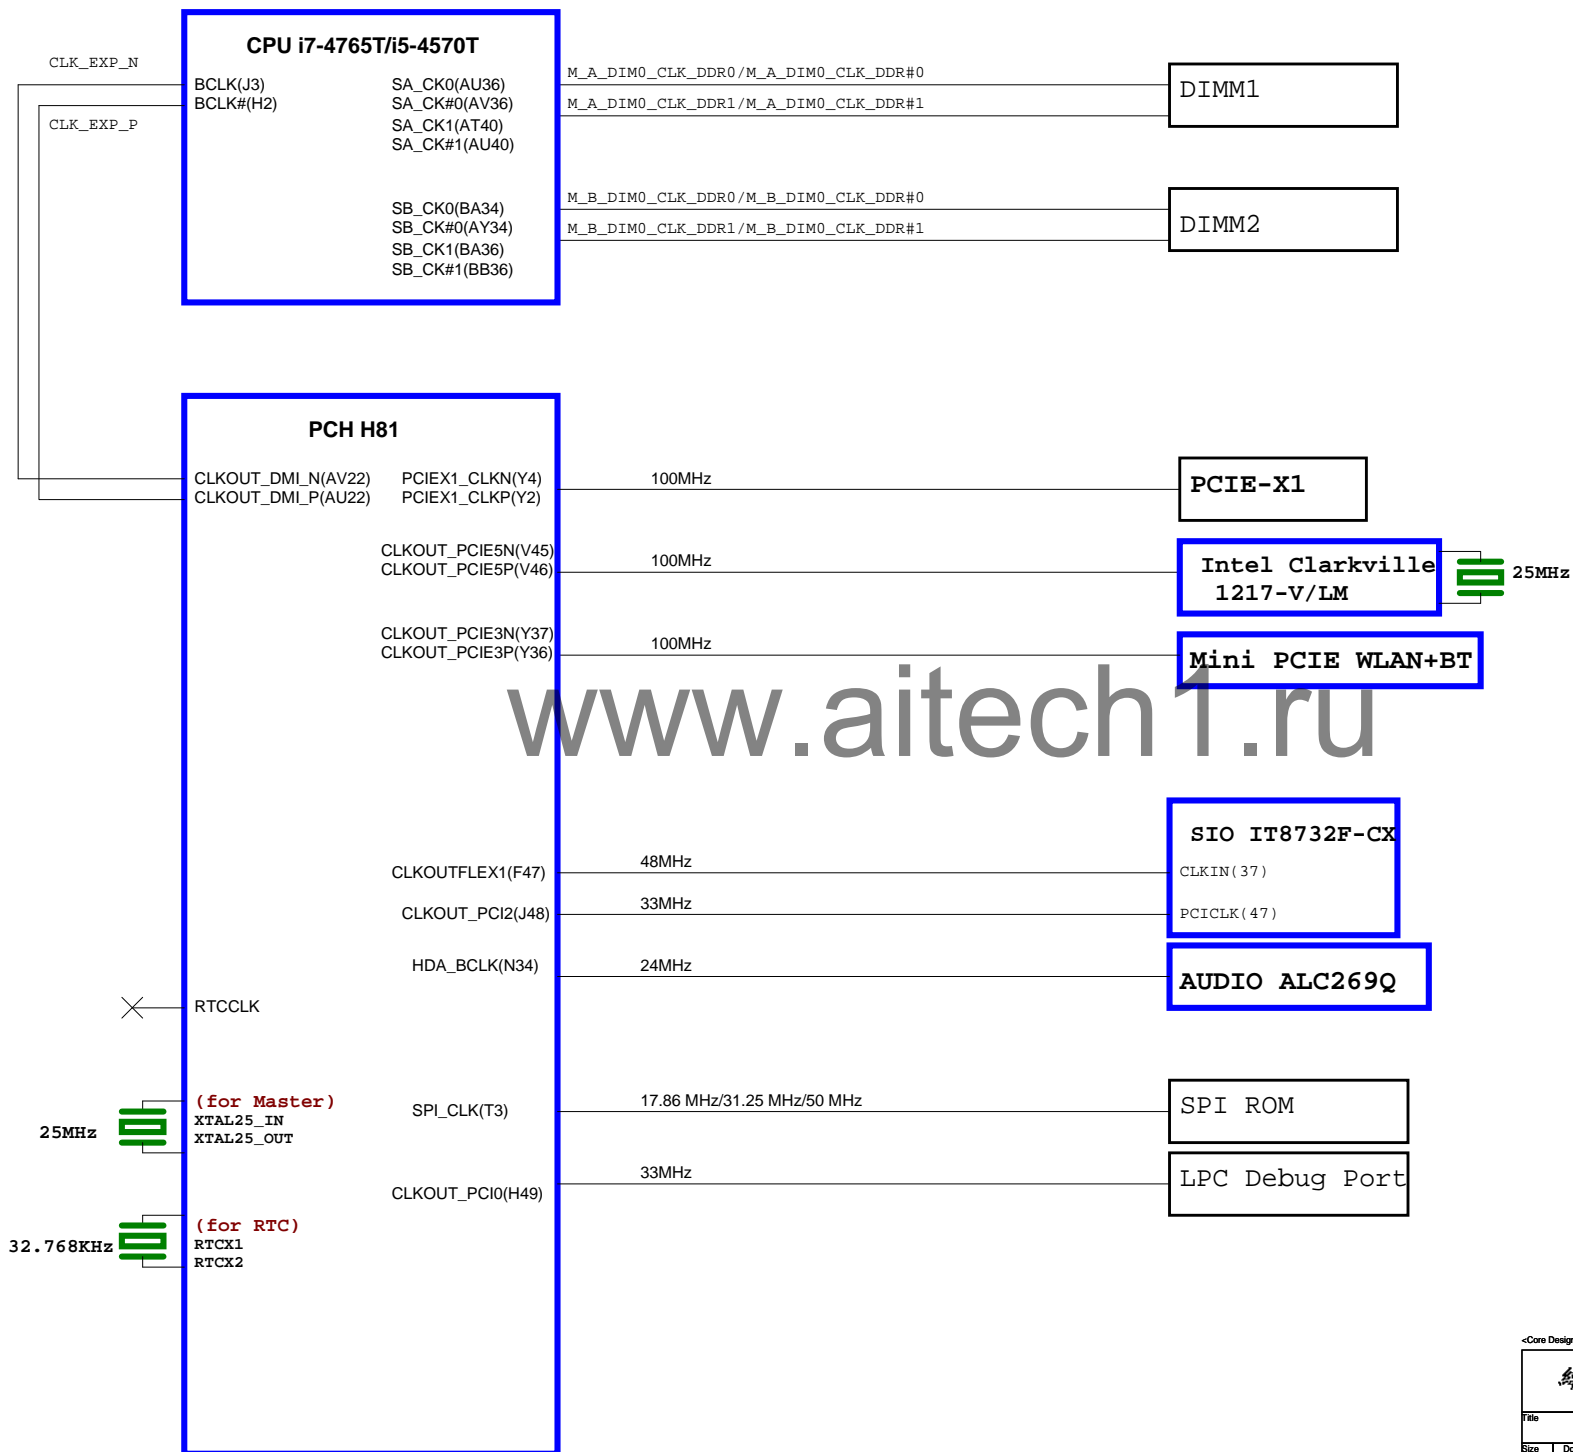 CPU i7-4765T/i5-4570T
CLK_EXP_N
BCLK(J3)
BCLK#(H2)
CLK_EXP_P
SA_CK0(AU36)
SA_CK#0(AV36)
SA_CK1(AT40)
SA_CK#1(AU40)
M_A_DIM0_CLK_DDR0/M_A_DIM0_CLK_DDR#0
M_A_DIM0_CLK_DDR1/M_A_DIM0_CLK_DDR#1
DIMM1
SB_CK0(BA34)
SB_CK#0(AY34)
SB_CK1(BA36)
SB_CK#1(BB36)
M_B_DIM0_CLK_DDR0/M_B_DIM0_CLK_DDR#0
M_B_DIM0_CLK_DDR1/M_B_DIM0_CLK_DDR#1
DIMM2
PCH H81
CLKOUT_DMI_N(AV22)
CLKOUT_DMI_P(AU22)
PCIEX1_CLKN(Y4)
PCIEX1_CLKP(Y2)
100MHz
PCIE-X1
CLKOUT_PCIE5N(V45)
CLKOUT_PCIE5P(V46)
100MHz
Intel Clarkville
1217-V/LM
25MHz
CLKOUT_PCIE3N(Y37)
CLKOUT_PCIE3P(Y36)
100MHz
Mini PCIE WLAN+BT
www.aitech1.ru
SIO IT8732F-CX
CLKOUTFLEX1(F47)
48MHz
CLKIN(37)
CLKOUT_PCI2(J48)
33MHz
PCICLK(47)
HDA_BCLK(N34)
24MHz
AUDIO ALC269Q
RTCCLK
(for Master)
XTAL25_IN
XTAL25_OUT
25MHz
SPI_CLK(T3)
17.86 MHz/31.25 MHz/50 MHz
SPI ROM
CLKOUT_PCI0(H49)
33MHz
LPC Debug Port
(for RTC)
RTCX1
RTCX2
32.768KHz
<Core Design
Title
Size